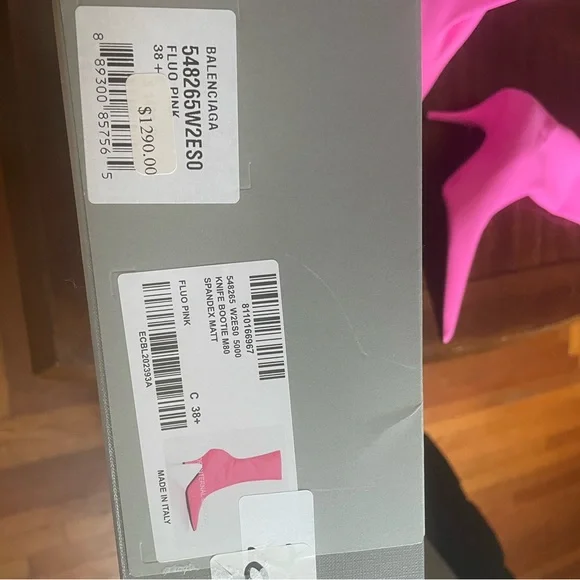 BALENCIAGA
548265W2ES0
FLUO PINK
38 +
$1290.00
8 89300 85756 5
8110166967
548265 W2ES0 5000
KNIFE BOOTIE M80
SPANDEX MATT
FLUO PINK
C 38+
ECBL202393A
MADE IN ITALY